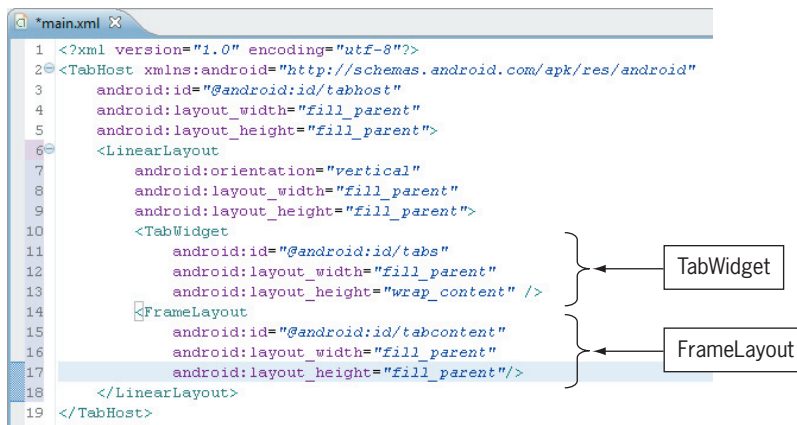 *main.xml
1 <?xml version="1.0" encoding="utf-8"?>
2 <TabHost xmlns:android="http://schemas.android.com/apk/res/android"
3 android:id="@android:id/tabhost"
4 android:layout_width="fill_parent"
5 android:layout_height="fill_parent">
6 <LinearLayout
7 android:orientation="vertical"
8 android:layout_width="fill_parent"
9 android:layout_height="fill_parent">
10 <TabWidget
11 android:id="@android:id/tabs"
12 android:layout_width="fill_parent"
13 android:layout_height="wrap_content" />
TabWidget
14 <FrameLayout
15 android:id="@android:id/tabcontent"
16 android:layout_width="fill_parent"
17 android:layout_height="fill_parent"/>
FrameLayout
18 </LinearLayout>
19 </TabHost>